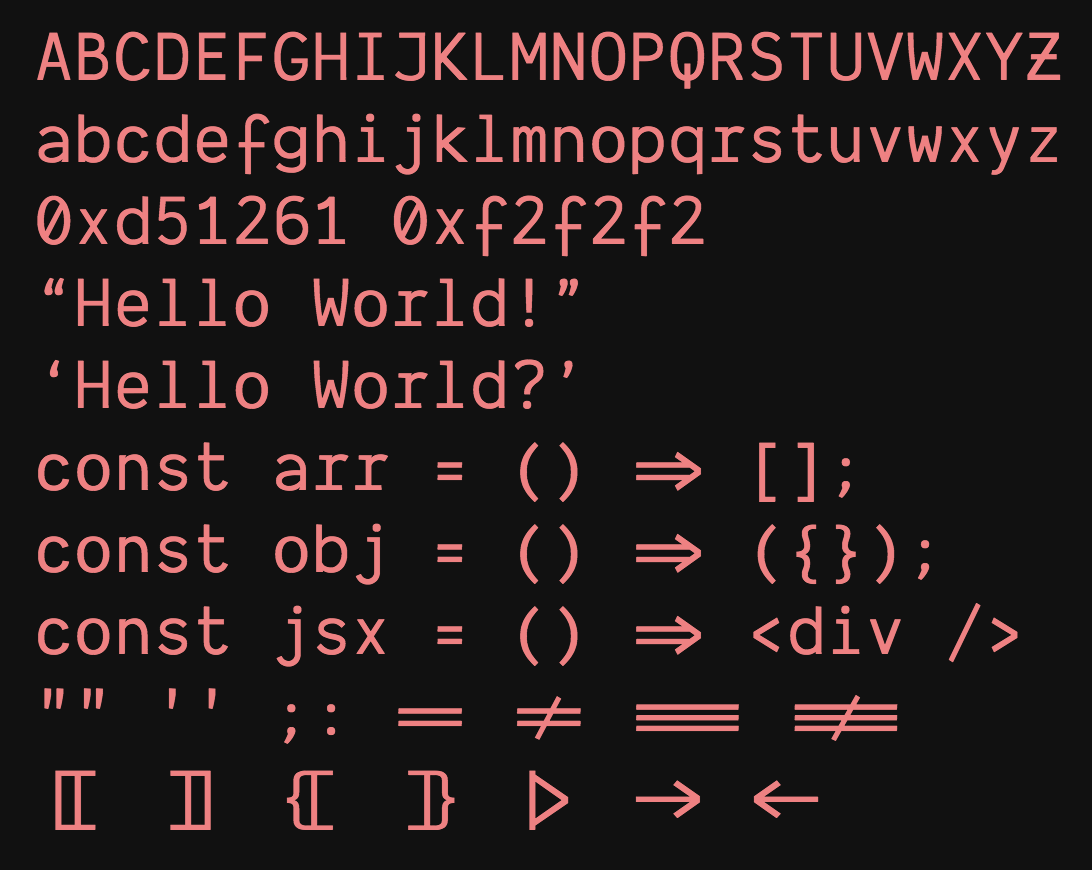 ABCDEFGHIJKLMNOPQRSTUVWXYƵ
abcdefghijklmnopqrstuvwxyz
0xd51261 0xf2f2f2
“Hello World!”
‘Hello World?’
const arr = () => [];
const obj = () => ({});
const jsx = () => <div />
"" '' ;: == != === !==
[| |] {| |} |> -> <-